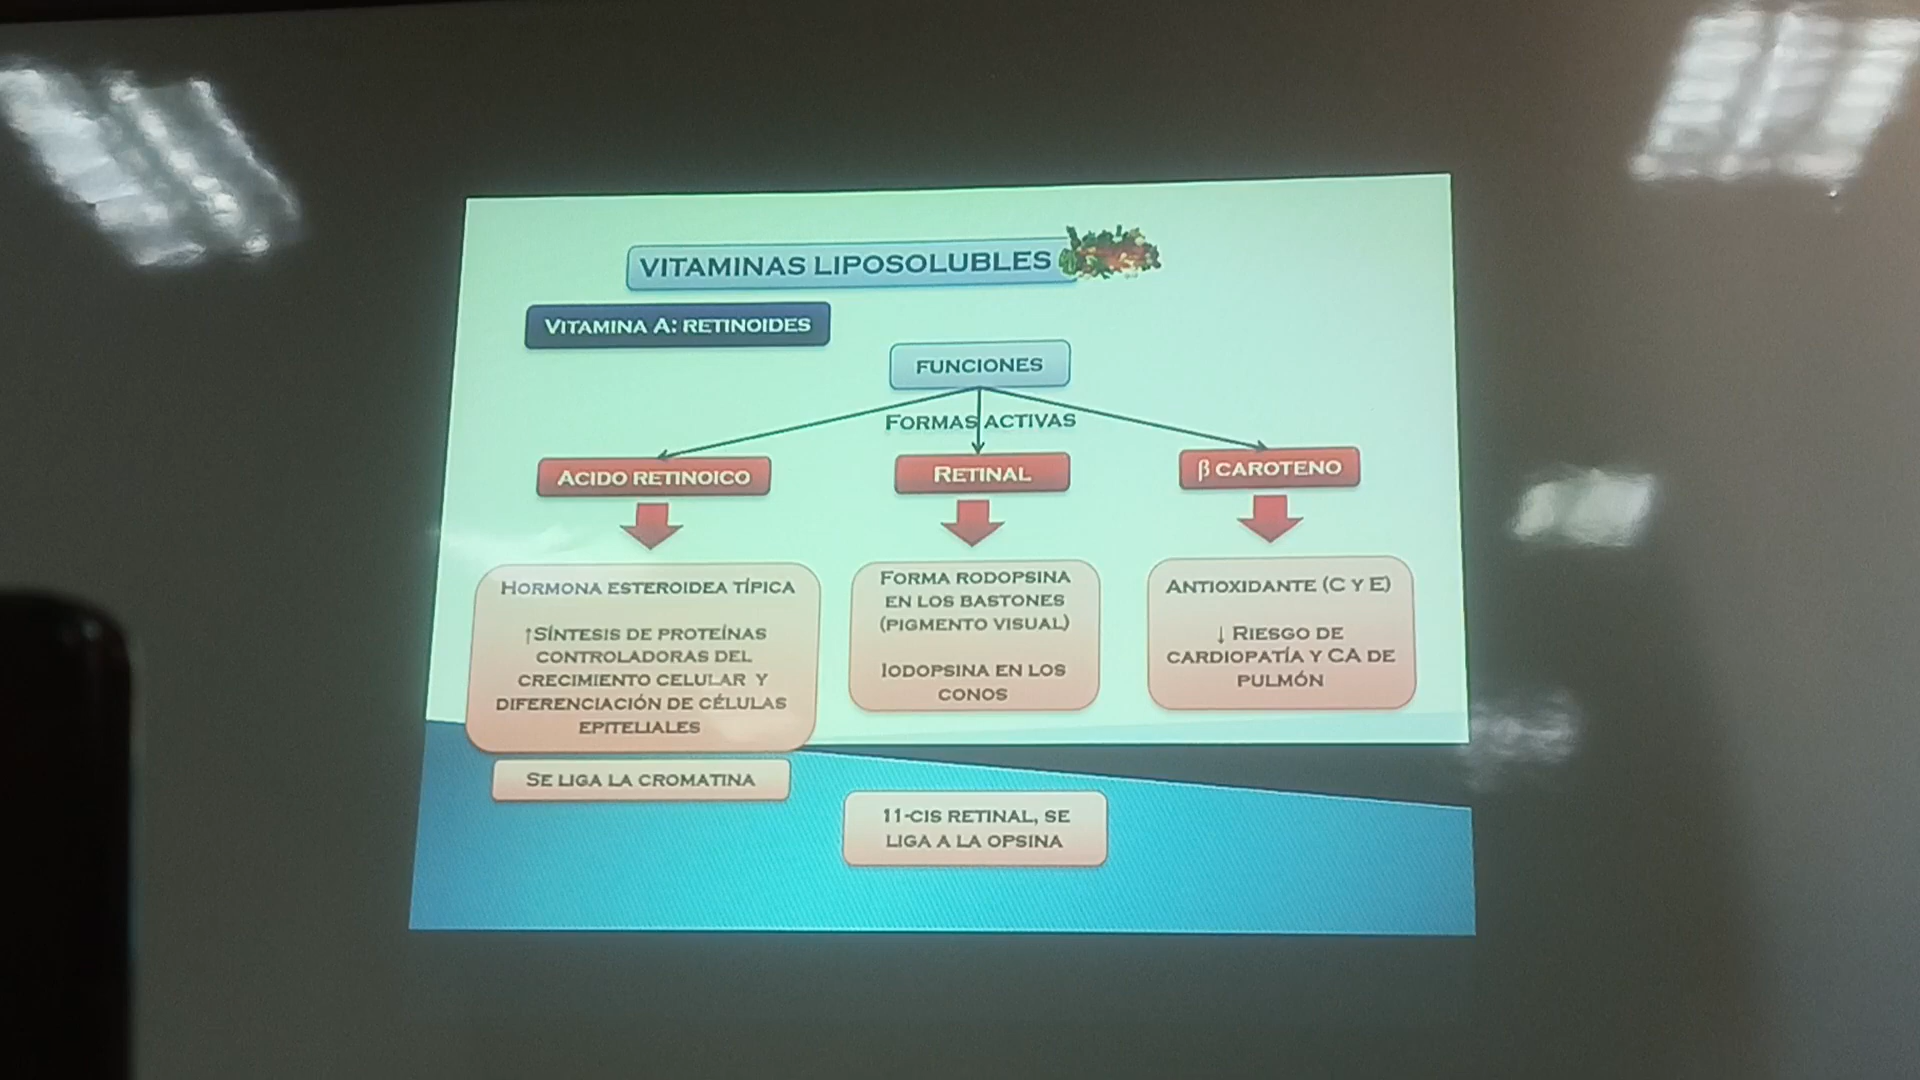 VITAMINAS LIPOSOLUBLES
VITAMINA A: RETINOIDES
FUNCIONES
FORMAS ACTIVAS
ACIDO RETINOICO
HORMONA ESTEROIDEA TÍPICA
↑SÍNTESIS DE PROTEÍNAS
CONTROLADORAS DEL
CRECIMIENTO CELULAR Y
DIFERENCIACIÓN DE CÉLULAS
EPITELIALES
SE LIGA LA CROMATINA
RETINAL
FORMA RODOPSINA
EN LOS BASTONES
(PIGMENTO VISUAL)
IODOPSINA EN LOS
CONOS
11-CIS RETINAL, SE
LIGA A LA OPSINA
β CAROTENO
ANTIOXIDANTE (C Y E)
↓ RIESGO DE
CARDIOPATÍA Y CA DE
PULMÓN